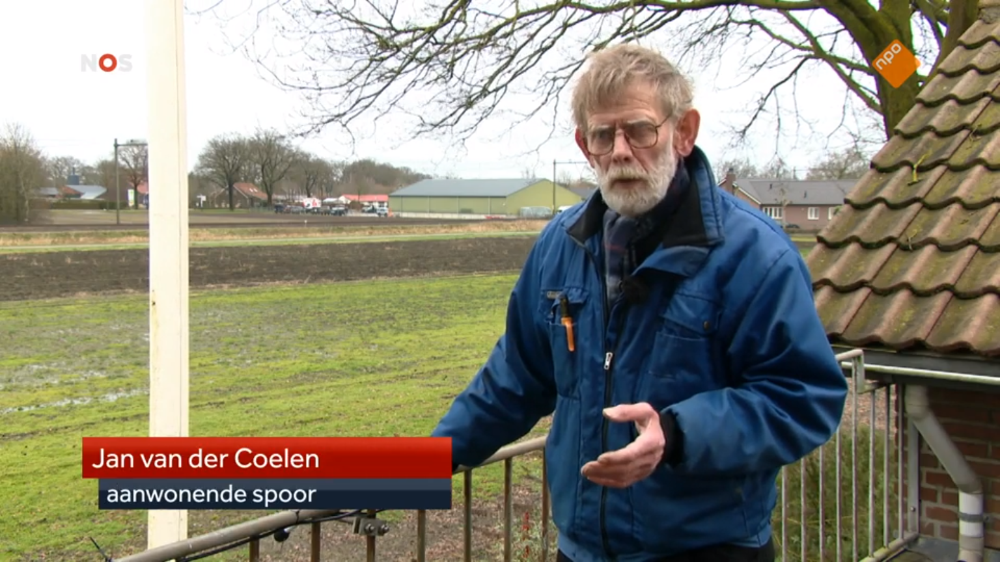 NOS
npo
Jan van der Coelen
aanwonende spoor